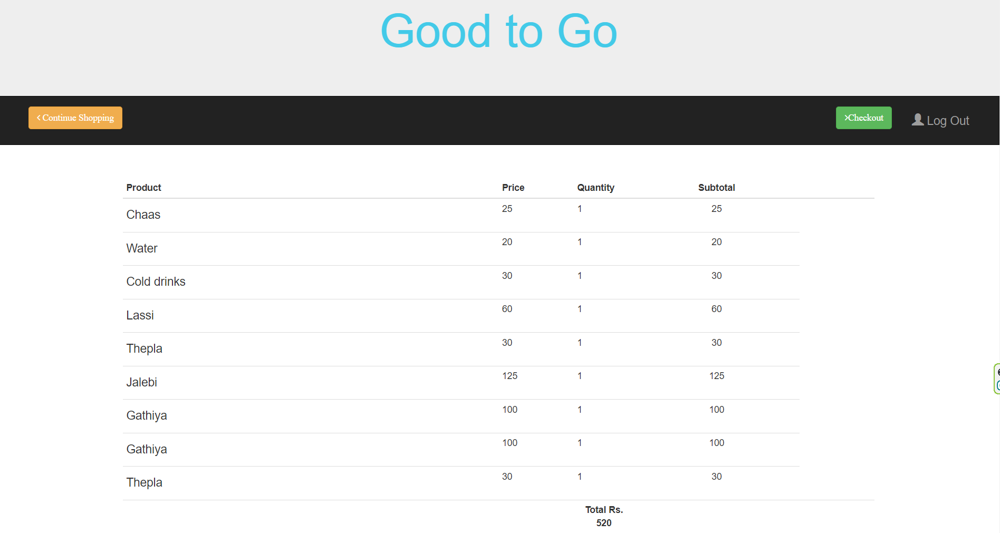 Good to Go
Continue Shopping
Checkout
Log Out
Product Price Quantity Subtotal
Chaas 25 1 25
Water 20 1 20
Cold drinks 30 1 30
Lassi 60 1 60
Thepla 30 1 30
Jalebi 125 1 125
Gathiya 100 1 100
Gathiya 100 1 100
Thepla 30 1 30
Total Rs.
520